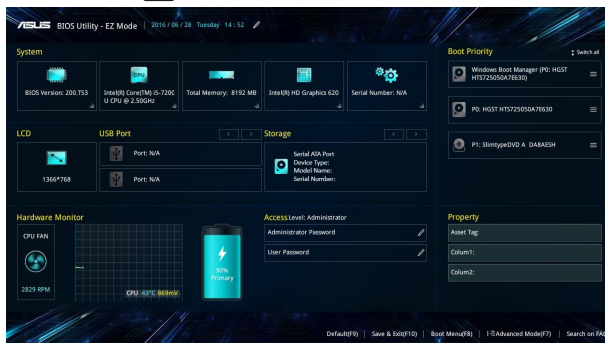 ASUS BIOS Utility - EZ Mode 2016 / 06 / 28 Tuesday 14 : 52
System
BIOS Version: 200.T53
CPU
Intel(R) Core(TM) i5-7200
U CPU @ 2.50GHz
Total Memory: 8192 MB
Intel(R) HD Graphics 620
Serial Number: N/A
Boot Priority
Switch all
Windows Boot Manager (P0: HGST
HTS725050A7E630)
P0: HGST HTS725050A7E630
P1: SlimtypeDVD A DA8AESH
LCD
1366*768
USB Port
Port: N/A
Port: N/A
Storage
Serial ATA Port
Device Type:
Model Name:
Serial Number:
Hardware Monitor
CPU FAN
2829 RPM
CPU 43°C 869mV
90%
Primary
Access Level: Administrator
Administrator Password
User Password
Property
Asset Tag:
Colum1:
Colum2:
Default(F9) | Save & Exit(F10) | Boot Menu(F8) | Advanced Mode(F7) | Search on FAQ